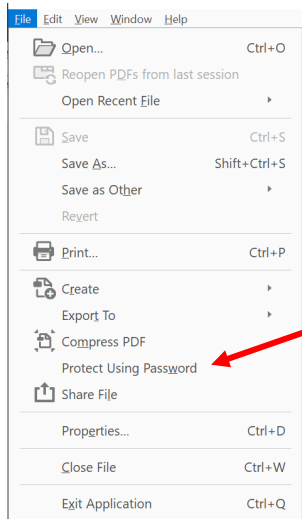 File Edit View Window Help
Open... Ctrl+O
Reopen PDFs from last session
Open Recent File
Save Ctrl+S
Save As... Shift+Ctrl+S
Save as Other
Revert
Print... Ctrl+P
Create
Export To
Compress PDF
Protect Using Password
Share File
Properties... Ctrl+D
Close File Ctrl+W
Exit Application Ctrl+Q